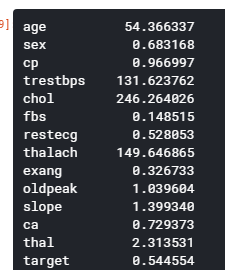 9]
age 54.366337
sex 0.683168
cp 0.966997
trestbps 131.623762
chol 246.264026
fbs 0.148515
restecg 0.528053
thalach 149.646865
exang 0.326733
oldpeak 1.039604
slope 1.399340
ca 0.729373
thal 2.313531
target 0.544554